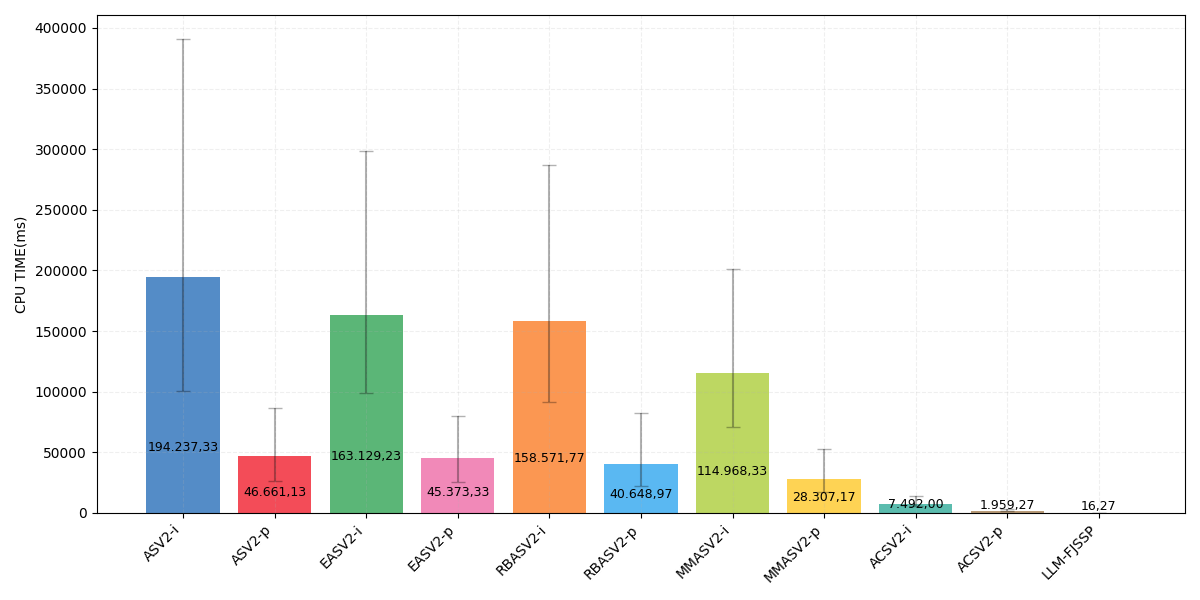 CPU TIME(ms)
400000
350000
300000
250000
200000
150000
100000
50000
0
194.237,33
46.661,13
163.129,23
45.373,33
158.571,77
40.648,97
114.968,33
28.307,17
7.492,00
1.959,27
16,27
ASV2-i
ASV2-p
EASV2-i
EASV2-p
RBASV2-i
RBASV2-p
MMASV2-i
MMASV2-p
ACSV2-i
ACSV2-p
LLM-FJSSP